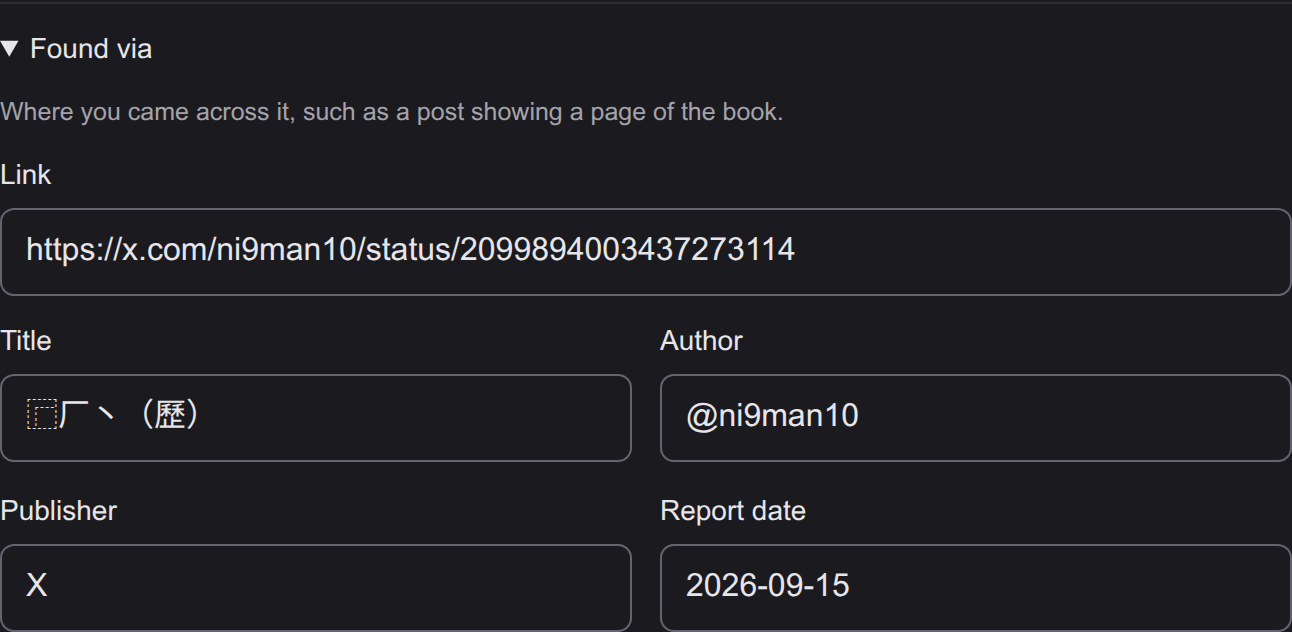 ▼ Found via
Where you came across it, such as a post showing a page of the book.
Link
https://x.com/ni9man10/status/2099894003437273114
Title
Author
⿸⼚丶（歷）
@ni9man10
Publisher
Report date
X
2026-09-15